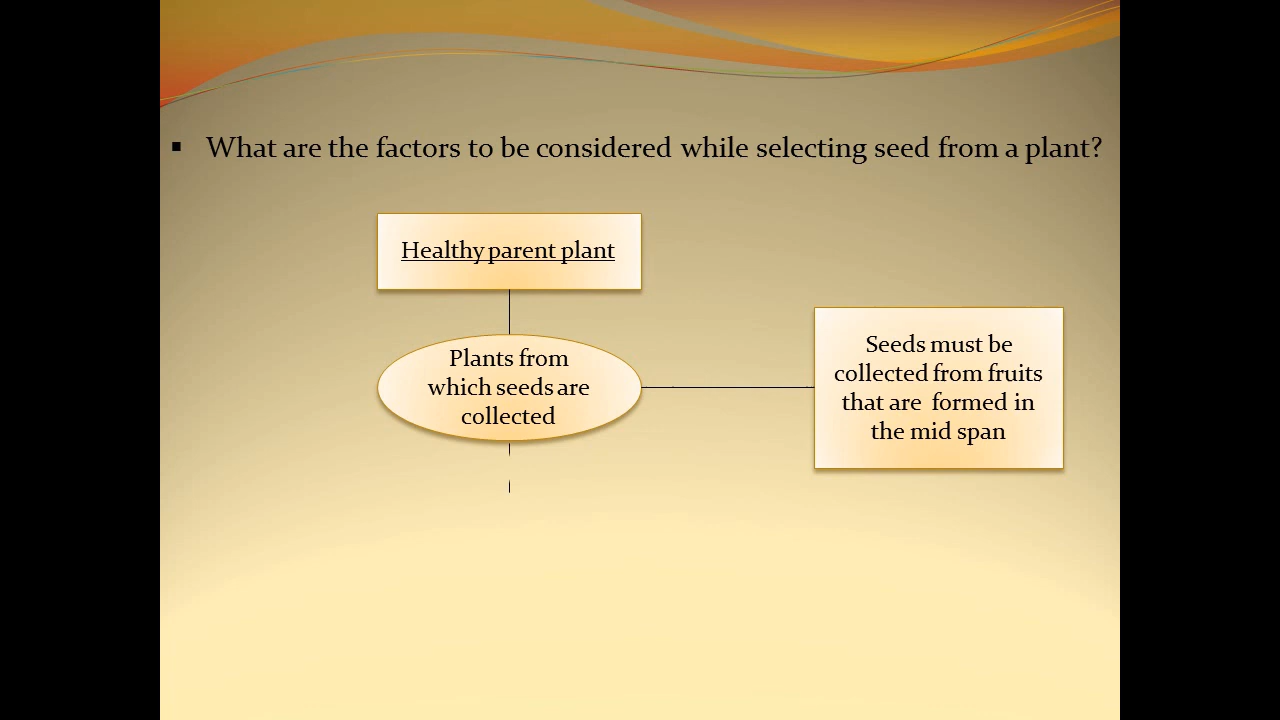 ▪ What are the factors to be considered while selecting seed from a plant?
Healthy parent plant
Plants from
which seeds are
collected
Seeds must be
collected from fruits
that are formed in
the mid span